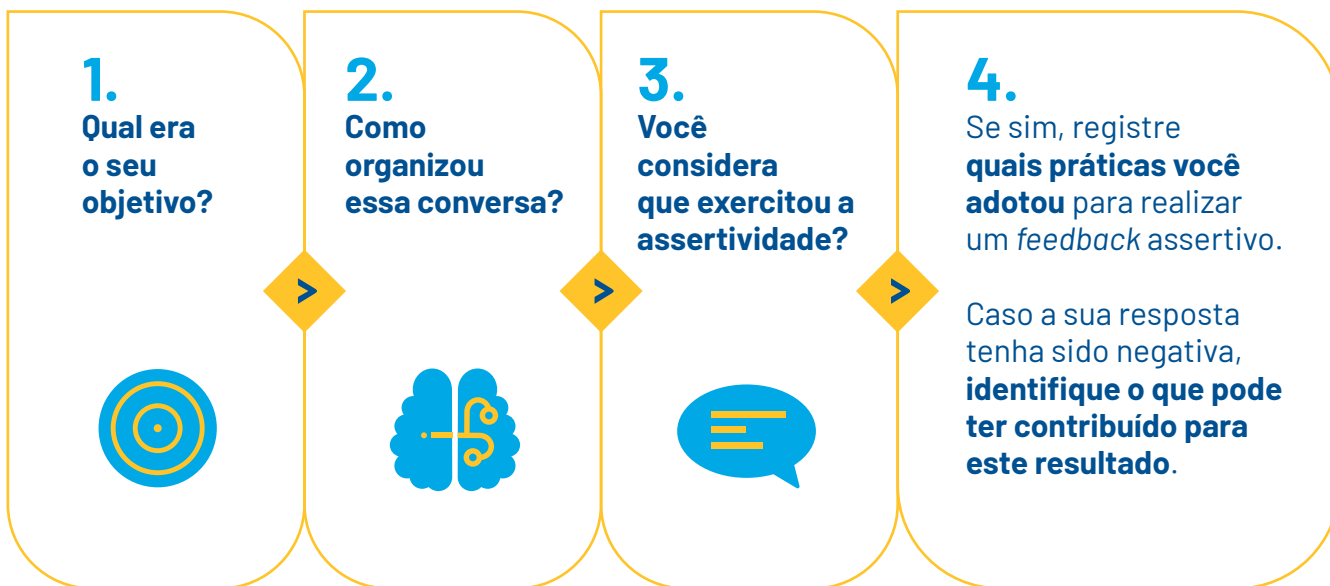 1.
Qual era
o seu
objetivo?
>
2.
Como
organizou
essa conversa?
>
3.
Você
considera
que exercitou a
assertividade?
>
4.
Se sim, registre
quais práticas você
adotou para realizar
um feedback assertivo.
Caso a sua resposta
tenha sido negativa,
identifique o que pode
ter contribuído para
este resultado.